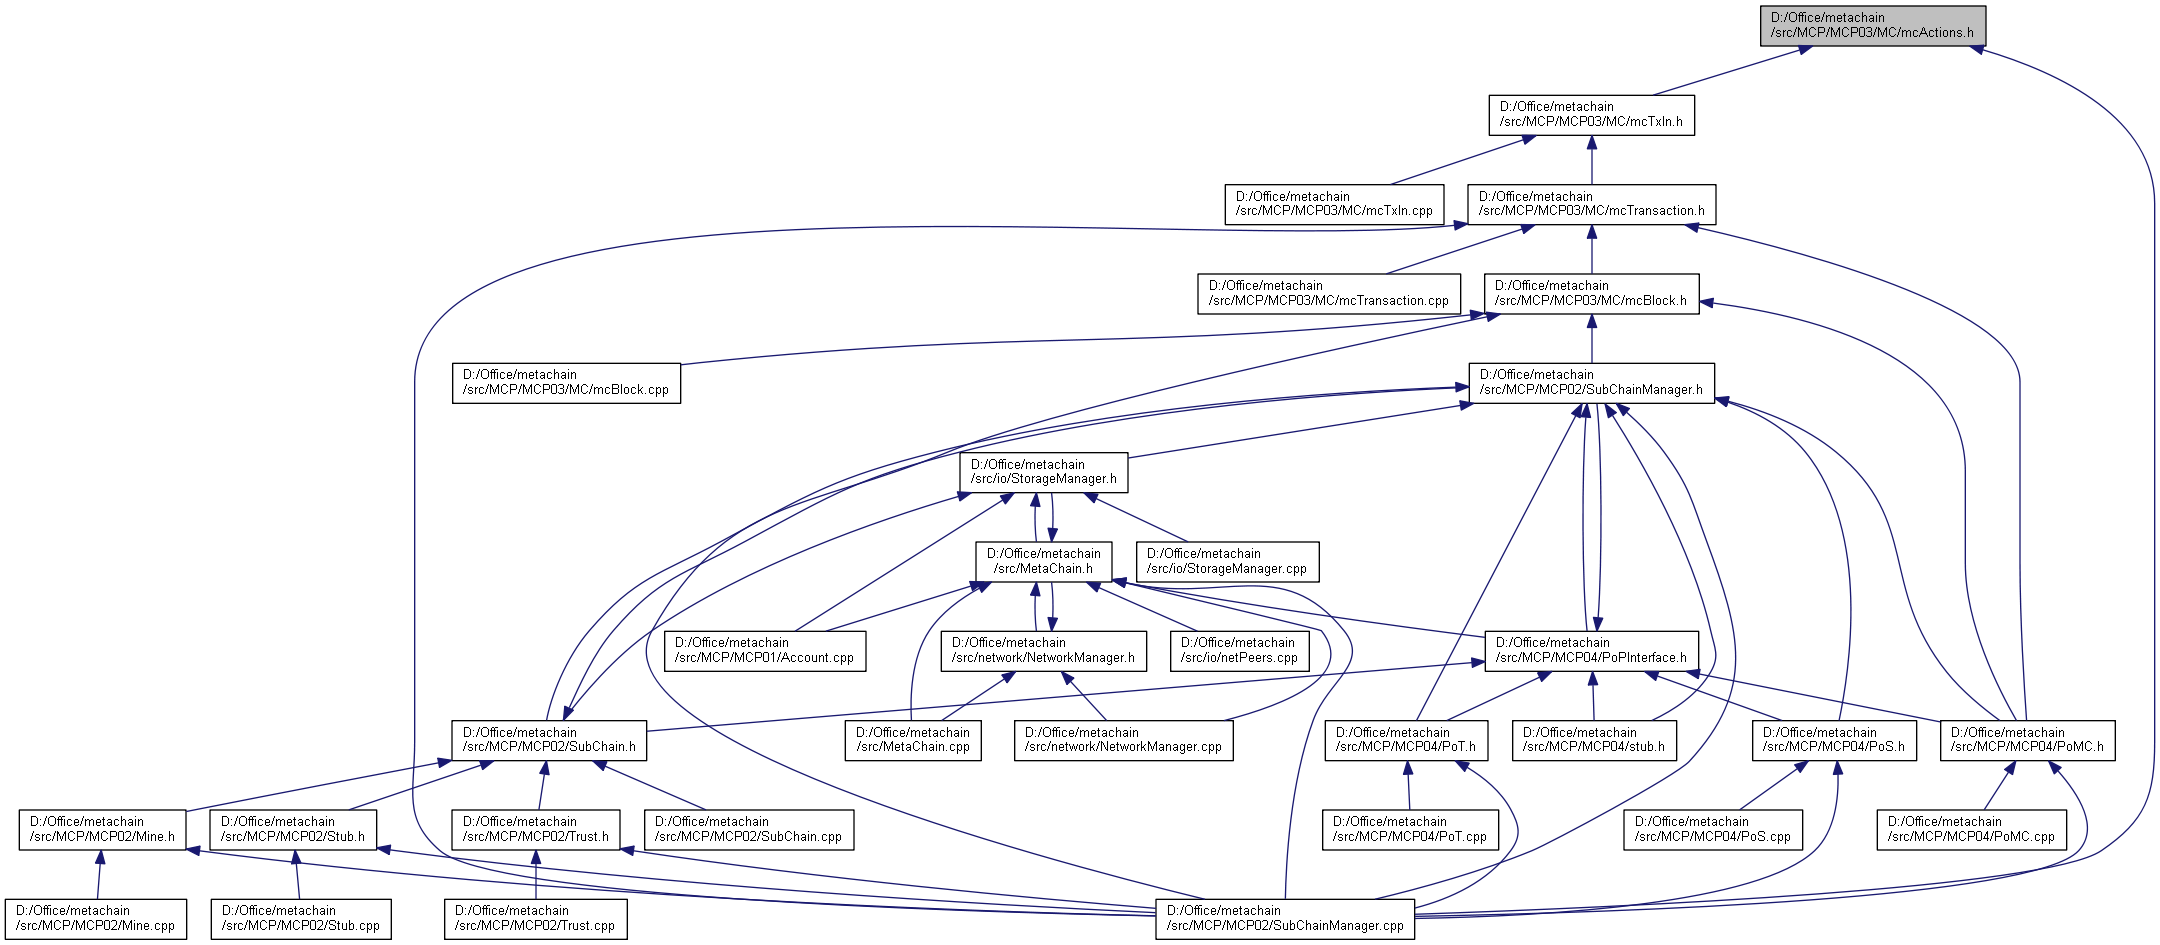 D:/Office/metachain
/src/MCP/MCP03/MC/mcActions.h
D:/Office/metachain
/src/MCP/MCP03/MC/mcTxIn.h
D:/Office/metachain
/src/MCP/MCP03/MC/mcTxIn.cpp
D:/Office/metachain
/src/MCP/MCP03/MC/mcTransaction.h
D:/Office/metachain
/src/MCP/MCP03/MC/mcTransaction.cpp
D:/Office/metachain
/src/MCP/MCP03/MC/mcBlock.h
D:/Office/metachain
/src/MCP/MCP03/MC/mcBlock.cpp
D:/Office/metachain
/src/MCP/MCP02/SubChainManager.h
D:/Office/metachain
/src/io/StorageManager.h
D:/Office/metachain
/src/MetaChain.h
D:/Office/metachain
/src/io/StorageManager.cpp
D:/Office/metachain
/src/MCP/MCP01/Account.cpp
D:/Office/metachain
/src/network/NetworkManager.h
D:/Office/metachain
/src/io/netPeers.cpp
D:/Office/metachain
/src/MCP/MCP04/PoPInterface.h
D:/Office/metachain
/src/MCP/MCP02/SubChain.h
D:/Office/metachain
/src/MetaChain.cpp
D:/Office/metachain
/src/network/NetworkManager.cpp
D:/Office/metachain
/src/MCP/MCP04/PoT.h
D:/Office/metachain
/src/MCP/MCP04/stub.h
D:/Office/metachain
/src/MCP/MCP04/PoS.h
D:/Office/metachain
/src/MCP/MCP04/PoMC.h
D:/Office/metachain
/src/MCP/MCP02/Mine.h
D:/Office/metachain
/src/MCP/MCP02/Stub.h
D:/Office/metachain
/src/MCP/MCP02/Trust.h
D:/Office/metachain
/src/MCP/MCP02/SubChain.cpp
D:/Office/metachain
/src/MCP/MCP04/PoT.cpp
D:/Office/metachain
/src/MCP/MCP04/PoS.cpp
D:/Office/metachain
/src/MCP/MCP04/PoMC.cpp
D:/Office/metachain
/src/MCP/MCP02/Mine.cpp
D:/Office/metachain
/src/MCP/MCP02/Stub.cpp
D:/Office/metachain
/src/MCP/MCP02/Trust.cpp
D:/Office/metachain
/src/MCP/MCP02/SubChainManager.cpp